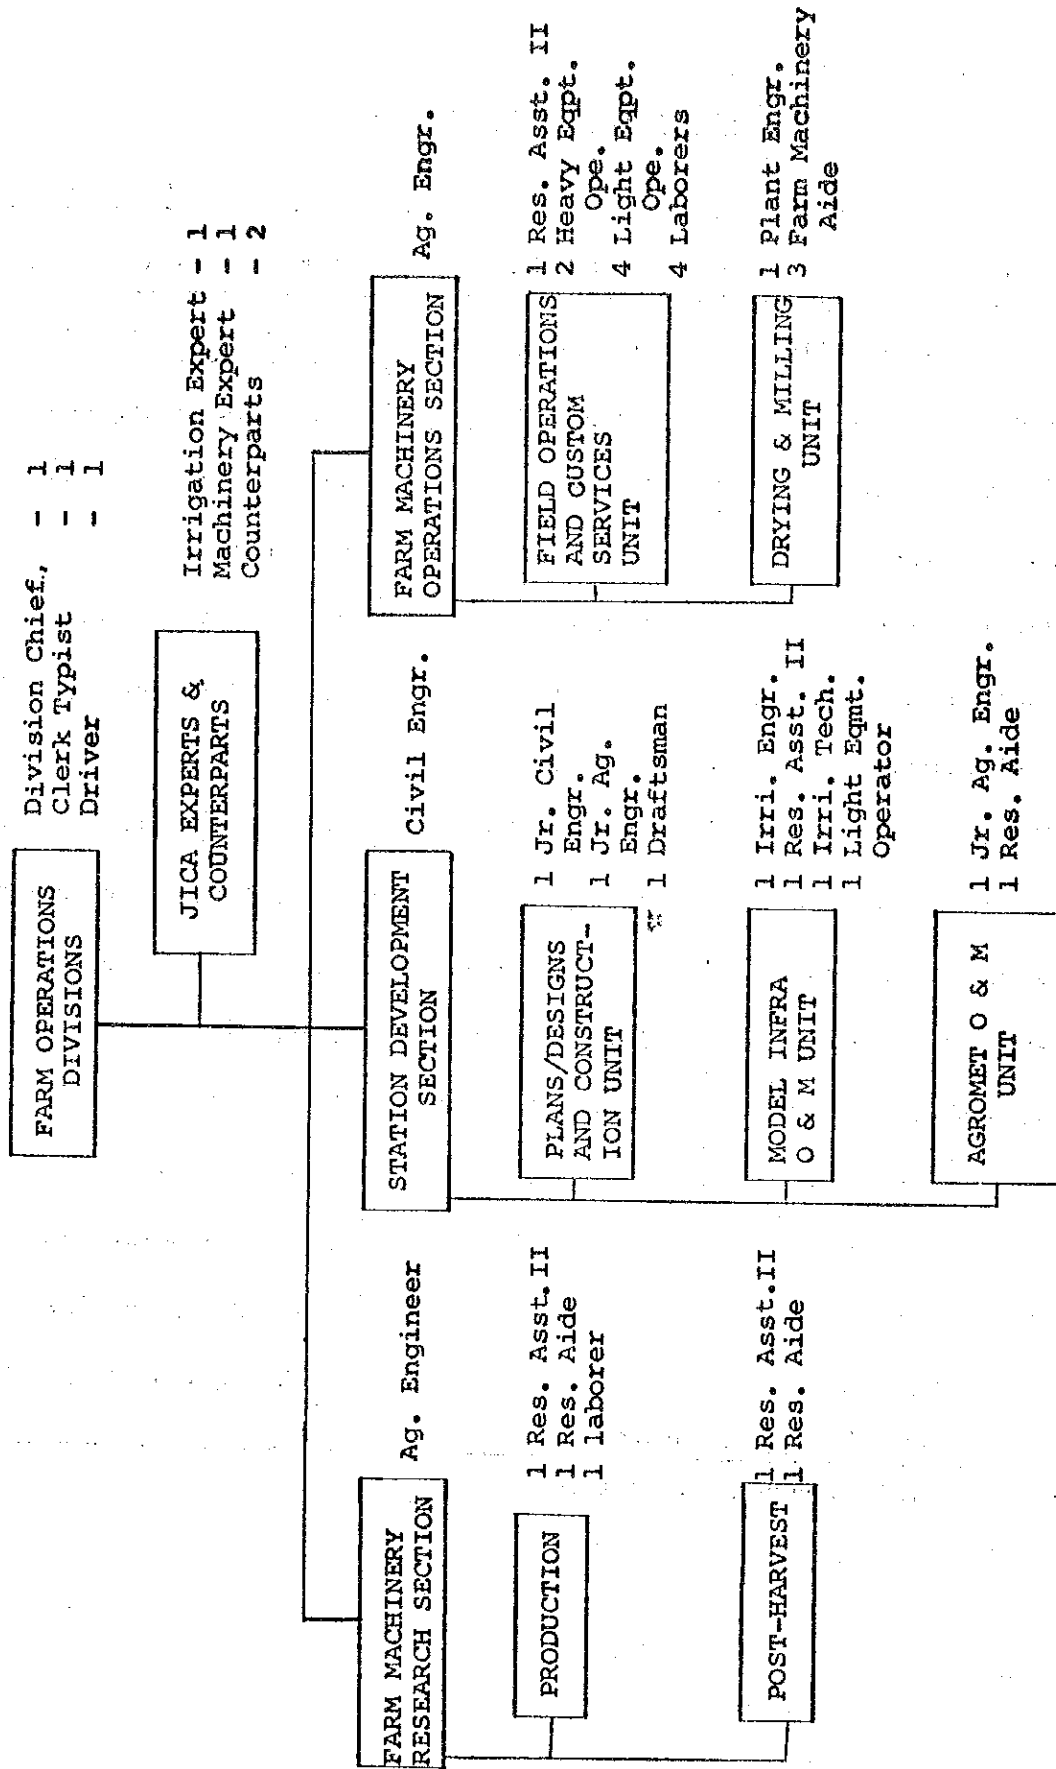 FARM OPERATIONS
DIVISIONS
Division Chief, - 1
Clerk Typist - 1
Driver - 1
JICA EXPERTS &
COUNTERPARTS
Irrigation Expert - 1
Machinery Expert - 1
Counterparts - 2
FARM MACHINERY
RESEARCH SECTION
Ag. Engineer
PRODUCTION
1 Res. Asst.II
1 Res. Aide
1 laborer
POST-HARVEST
1 Res. Asst.II
1 Res. Aide
STATION DEVELOPMENT
SECTION
Civil Engr.
PLANS/DESIGNS
AND CONSTRUCT-
ION UNIT
1 Jr. Civil
Engr.
1 Jr. Ag.
Engr.
1 Draftsman
MODEL INFRA
O & M UNIT
1 Irri. Engr.
1 Res. Asst. II
1 Irri. Tech.
1 Light Eqmt.
Operator
AGROMET O & M
UNIT
1 Jr. Ag. Engr.
1 Res. Aide
FARM MACHINERY
OPERATIONS SECTION
Ag. Engr.
FIELD OPERATIONS
AND CUSTOM
SERVICES
UNIT
1 Res. Asst. II
2 Heavy Eqpt.
Ope.
4 Light Eqpt.
Ope.
4 Laborers
DRYING & MILLING
UNIT
1 Plant Engr.
3 Farm Machinery
Aide